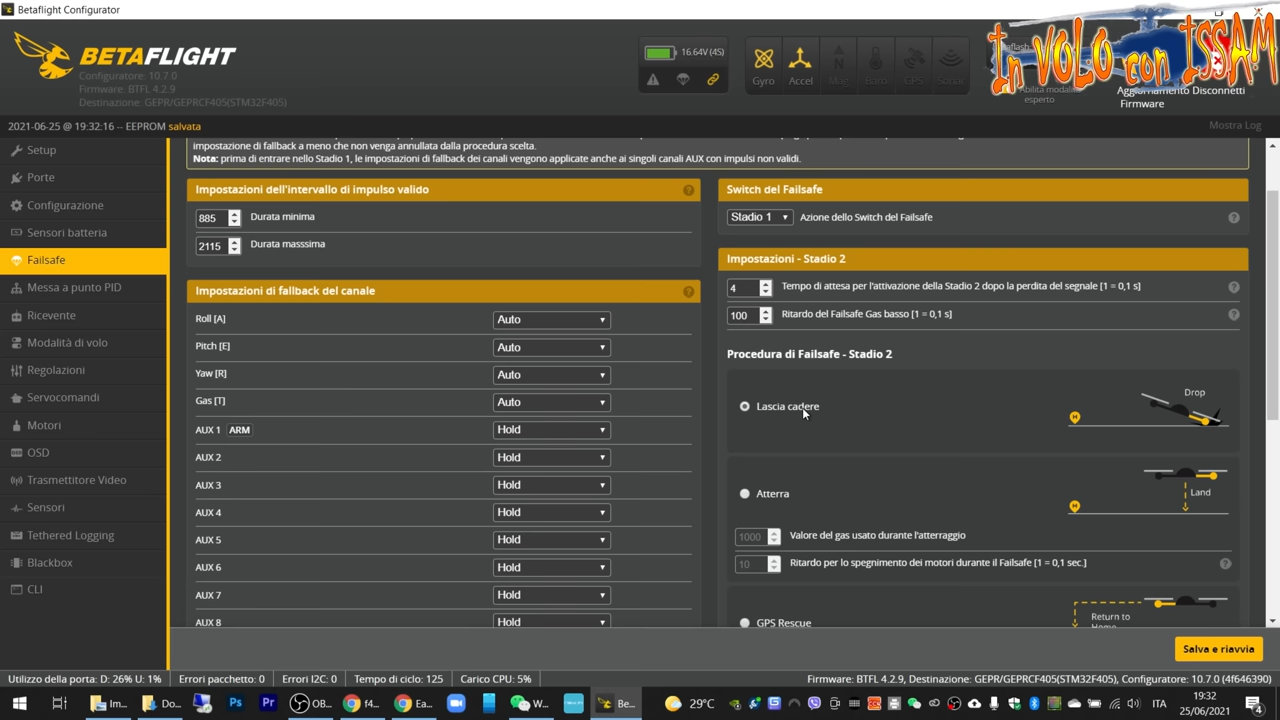 Betaflight Configurator
In VOLO con ISSAM
BETAFLIGHT
Configuratore: 10.7.0
Firmware: BTFL 4.2.9
Destinazione: GEPR/GEPRCF405(STM32F405)
16.64V (4S)
Gyro
Accel
Mag
Baro
GPS
Sonar
Abilita modalità
esperto
Aggiornamento Disconnetti
Firmware
2021-06-25 @ 19:32:16 -- EEPROM salvata
Mostra Log
Setup
Porte
Configurazione
Sensori batteria
Failsafe
Messa a punto PID
Ricevente
Modalità di volo
Regolazioni
Servocomandi
Motori
OSD
Trasmettitore Video
Sensori
Tethered Logging
Blackbox
CLI
impostazione di fallback a meno che non venga annullata dalla procedura scelta.
Nota: prima di entrare nello Stadio 1, le impostazioni di fallback dei canali vengono applicate anche ai singoli canali AUX con impulsi non validi.
Impostazioni dell'intervallo di impulso valido
885 Durata minima
2115 Durata masssima
Impostazioni di fallback del canale
Roll [A] Auto
Pitch [E] Auto
Yaw [R] Auto
Gas [T] Auto
AUX 1 ARM Hold
AUX 2 Hold
AUX 3 Hold
AUX 4 Hold
AUX 5 Hold
AUX 6 Hold
AUX 7 Hold
AUX 8 Hold
Switch del Failsafe
Stadio 1 Azione dello Switch del Failsafe
Impostazioni - Stadio 2
4 Tempo di attesa per l'attivazione della Stadio 2 dopo la perdita del segnale [1 = 0,1 s]
100 Ritardo del Failsafe Gas basso [1 = 0,1 s]
Procedura di Failsafe - Stadio 2
Lascia cadere
Drop
Atterra
Land
1000 Valore del gas usato durante l'atterraggio
10 Ritardo per lo spegnimento dei motori durante il Failsafe [1 = 0,1 sec.]
GPS Rescue
Return to
Home
Salva e riavvia
Utilizzo della porta: D: 26% U: 1% Errori pacchetto: 0 Errori I2C: 0 Tempo di ciclo: 125 Carico CPU: 5% Firmware: BTFL 4.2.9, Destinazione: GEPR/GEPRCF405(STM32F405), Configuratore: 10.7.0 (4f646390)
Im...
Do...
OB...
f4...
Ea...
W...
Be...
29°C
ITA
19:32
25/06/2021
4